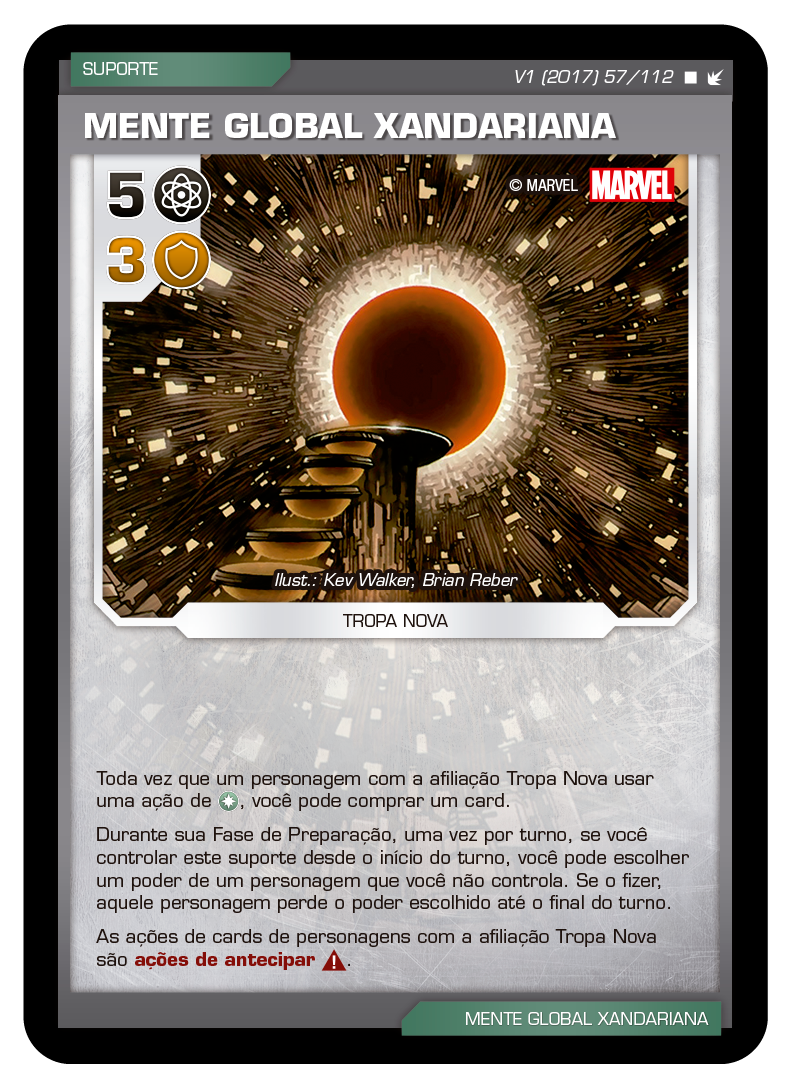 SUPORTE
V1 (2017) 57/112
MENTE GLOBAL XANDARIANA
5
© MARVEL MARVEL
3
Ilust.: Kev Walker, Brian Reber
TROPA NOVA
Toda vez que um personagem com a afiliação Tropa Nova usar
uma ação de , você pode comprar um card.
Durante sua Fase de Preparação, uma vez por turno, se você
controlar este suporte desde o início do turno, você pode escolher
um poder de um personagem que você não controla. Se o fizer,
aquele personagem perde o poder escolhido até o final do turno.
As ações de cards de personagens com a afiliação Tropa Nova
são ações de antecipar .
MENTE GLOBAL XANDARIANA